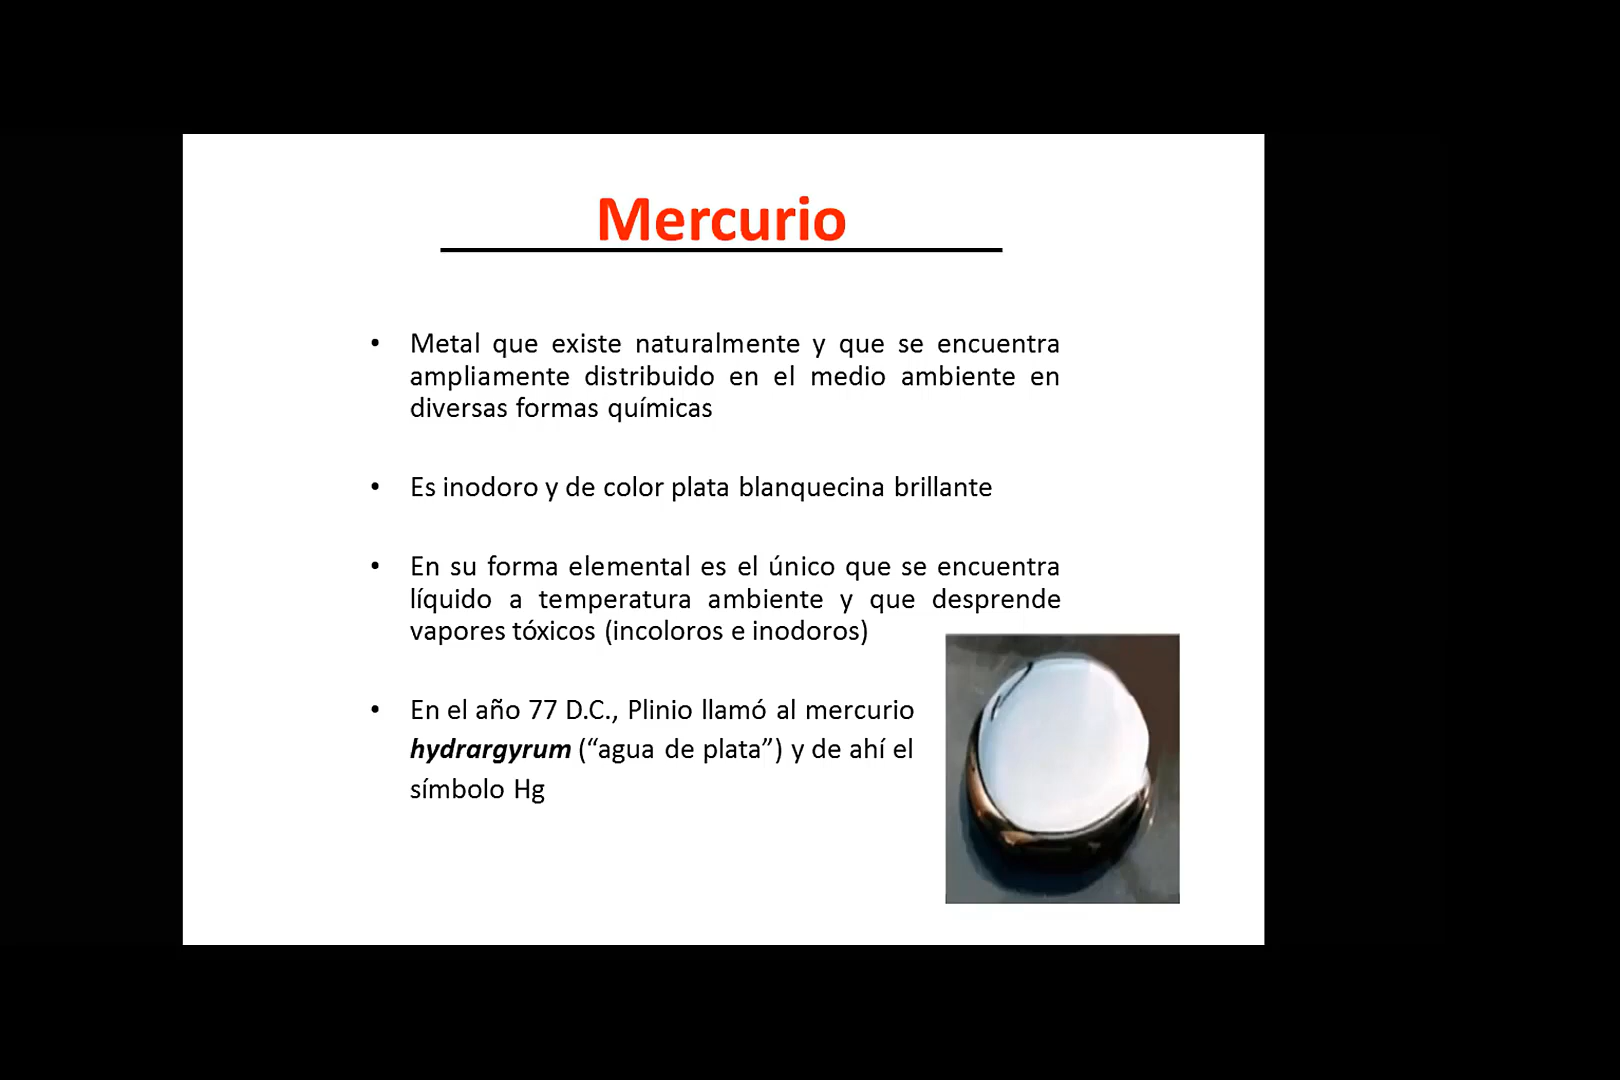 Mercurio
• Metal que existe naturalmente y que se encuentra
ampliamente distribuido en el medio ambiente en
diversas formas químicas
• Es inodoro y de color plata blanquecina brillante
• En su forma elemental es el único que se encuentra
líquido a temperatura ambiente y que desprende
vapores tóxicos (incoloros e inodoros)
• En el año 77 D.C., Plinio llamó al mercurio
hydrargyrum (“agua de plata”) y de ahí el
símbolo Hg